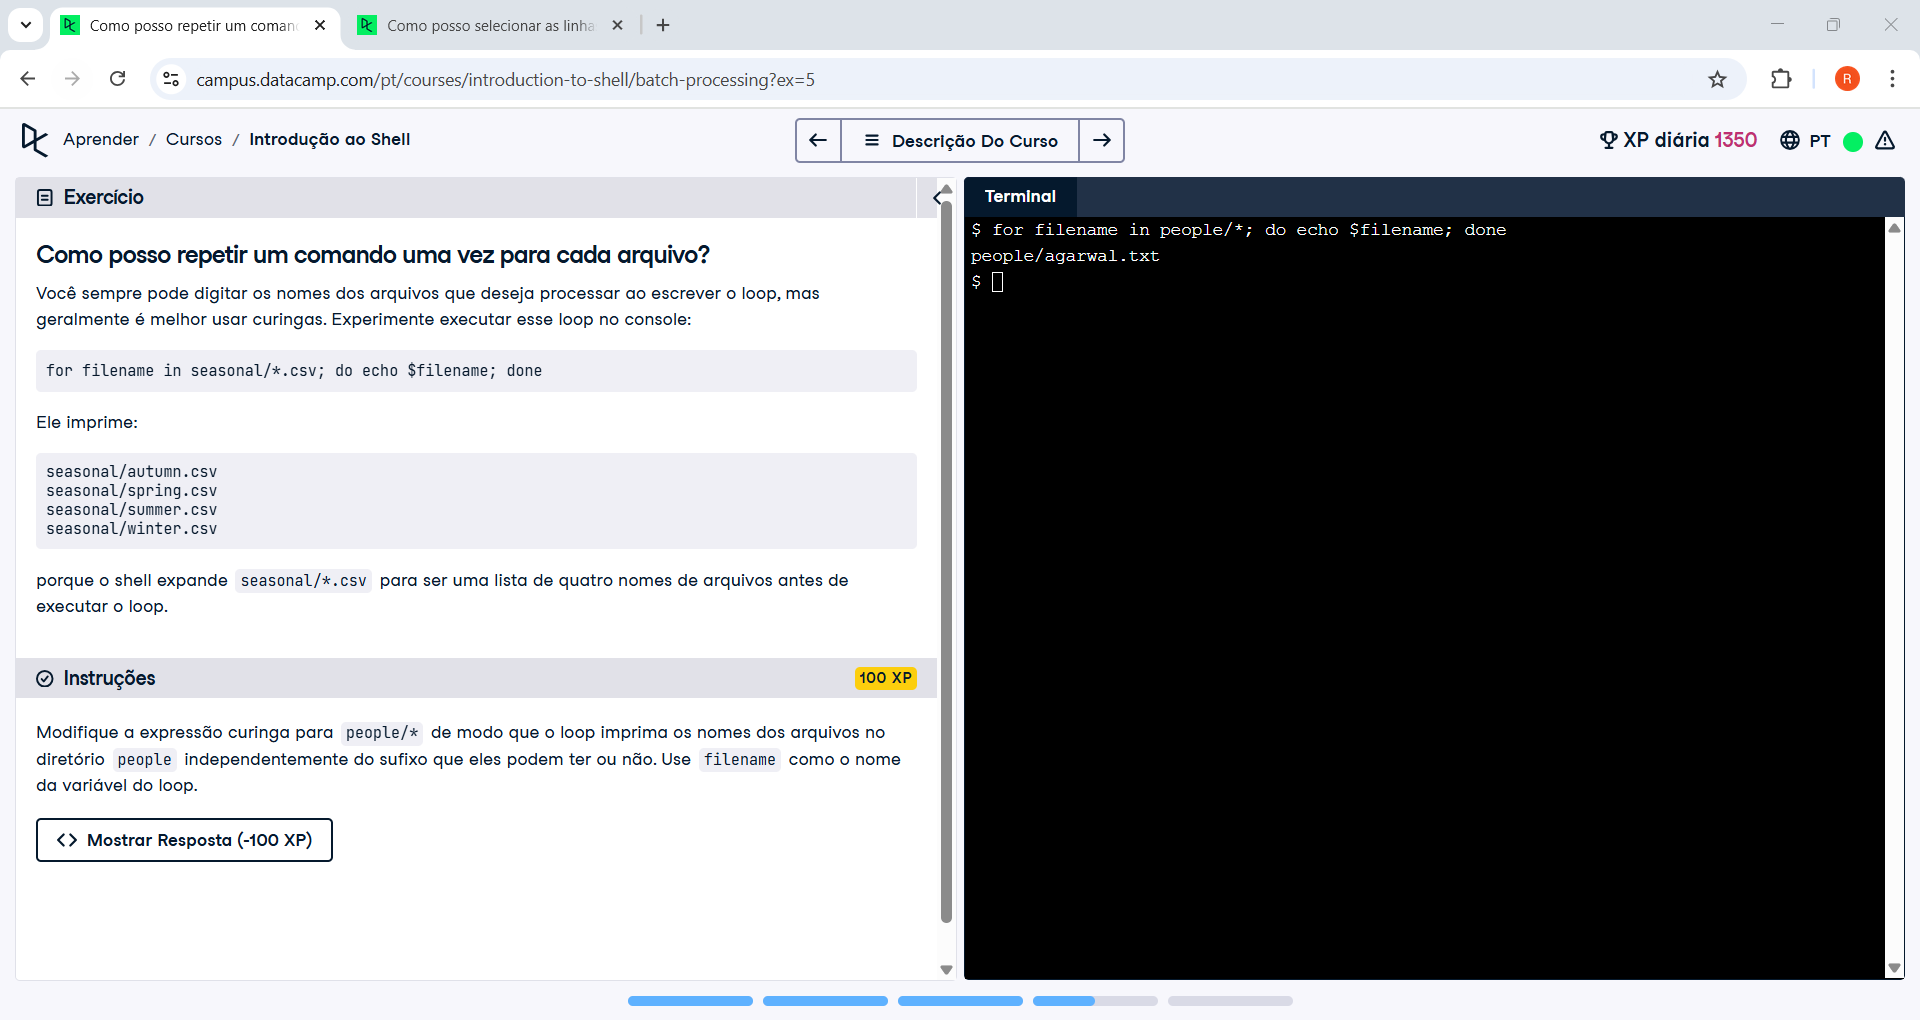 Como posso repetir um coman
Como posso selecionar as linha
campus.datacamp.com/pt/courses/introduction-to-shell/batch-processing?ex=5
R
Aprender / Cursos / Introdução ao Shell
Descrição Do Curso
XP diária 1350
PT
Exercício
Como posso repetir um comando uma vez para cada arquivo?
Você sempre pode digitar os nomes dos arquivos que deseja processar ao escrever o loop, mas
geralmente é melhor usar curingas. Experimente executar esse loop no console:
for filename in seasonal/*.csv; do echo $filename; done
Ele imprime:
seasonal/autumn.csv
seasonal/spring.csv
seasonal/summer.csv
seasonal/winter.csv
porque o shell expande seasonal/*.csv para ser uma lista de quatro nomes de arquivos antes de
executar o loop.
Instruções
100 XP
Modifique a expressão curinga para people/* de modo que o loop imprima os nomes dos arquivos no
diretório people independentemente do sufixo que eles podem ter ou não. Use filename como o nome
da variável do loop.
<> Mostrar Resposta (-100 XP)
Terminal
$ for filename in people/*; do echo $filename; done
people/agarwal.txt
$